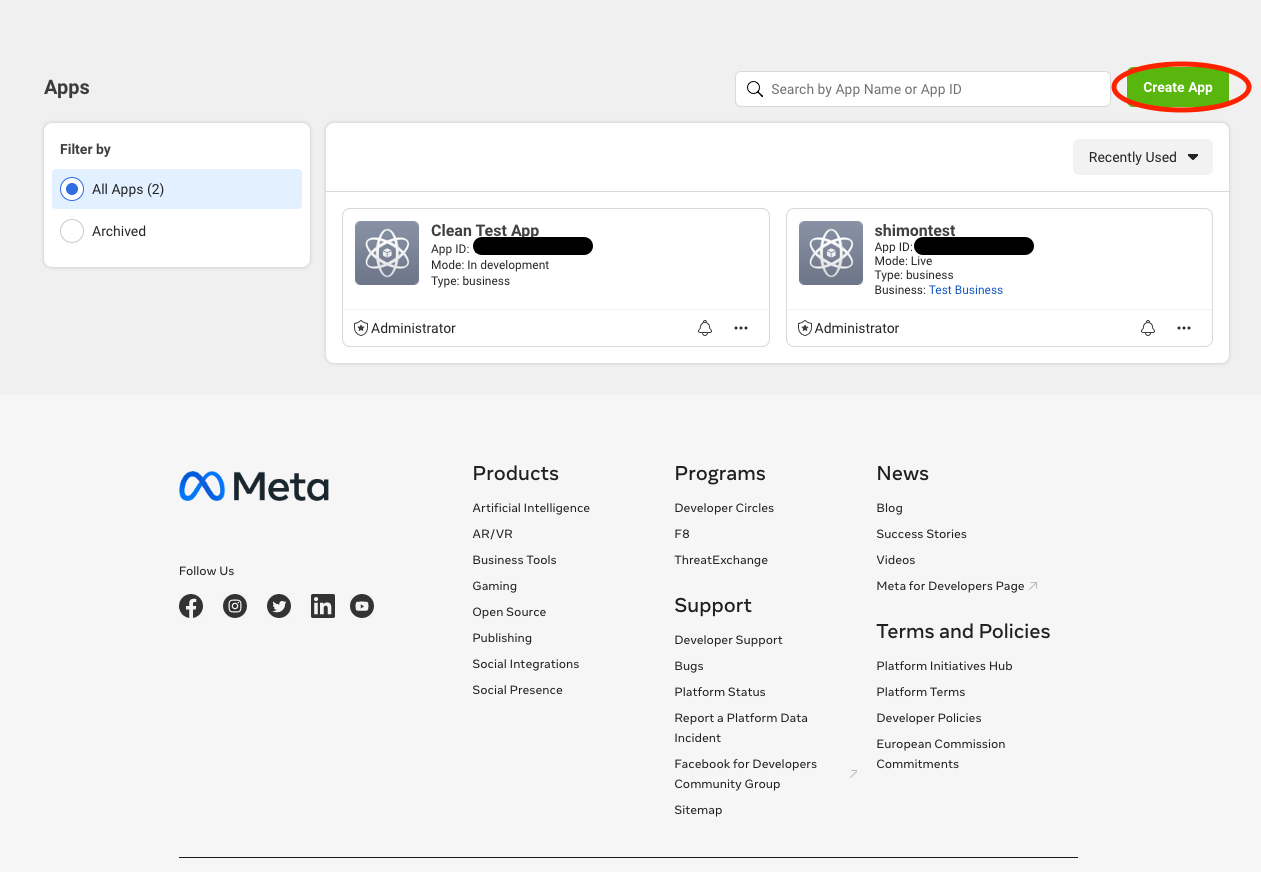 Apps
Search by App Name or App ID
Create App
Filter by
All Apps (2)
Archived
Recently Used
Clean Test App
App ID:
Mode: In development
Type: business
Administrator
shimontest
App ID:
Mode: Live
Type: business
Business: Test Business
Administrator
Meta
Follow Us
Products
Artificial Intelligence
AR/VR
Business Tools
Gaming
Open Source
Publishing
Social Integrations
Social Presence
Programs
Developer Circles
F8
ThreatExchange
Support
Developer Support
Bugs
Platform Status
Report a Platform Data
Incident
Facebook for Developers
Community Group
Sitemap
News
Blog
Success Stories
Videos
Meta for Developers Page
Terms and Policies
Platform Initiatives Hub
Platform Terms
Developer Policies
European Commission
Commitments